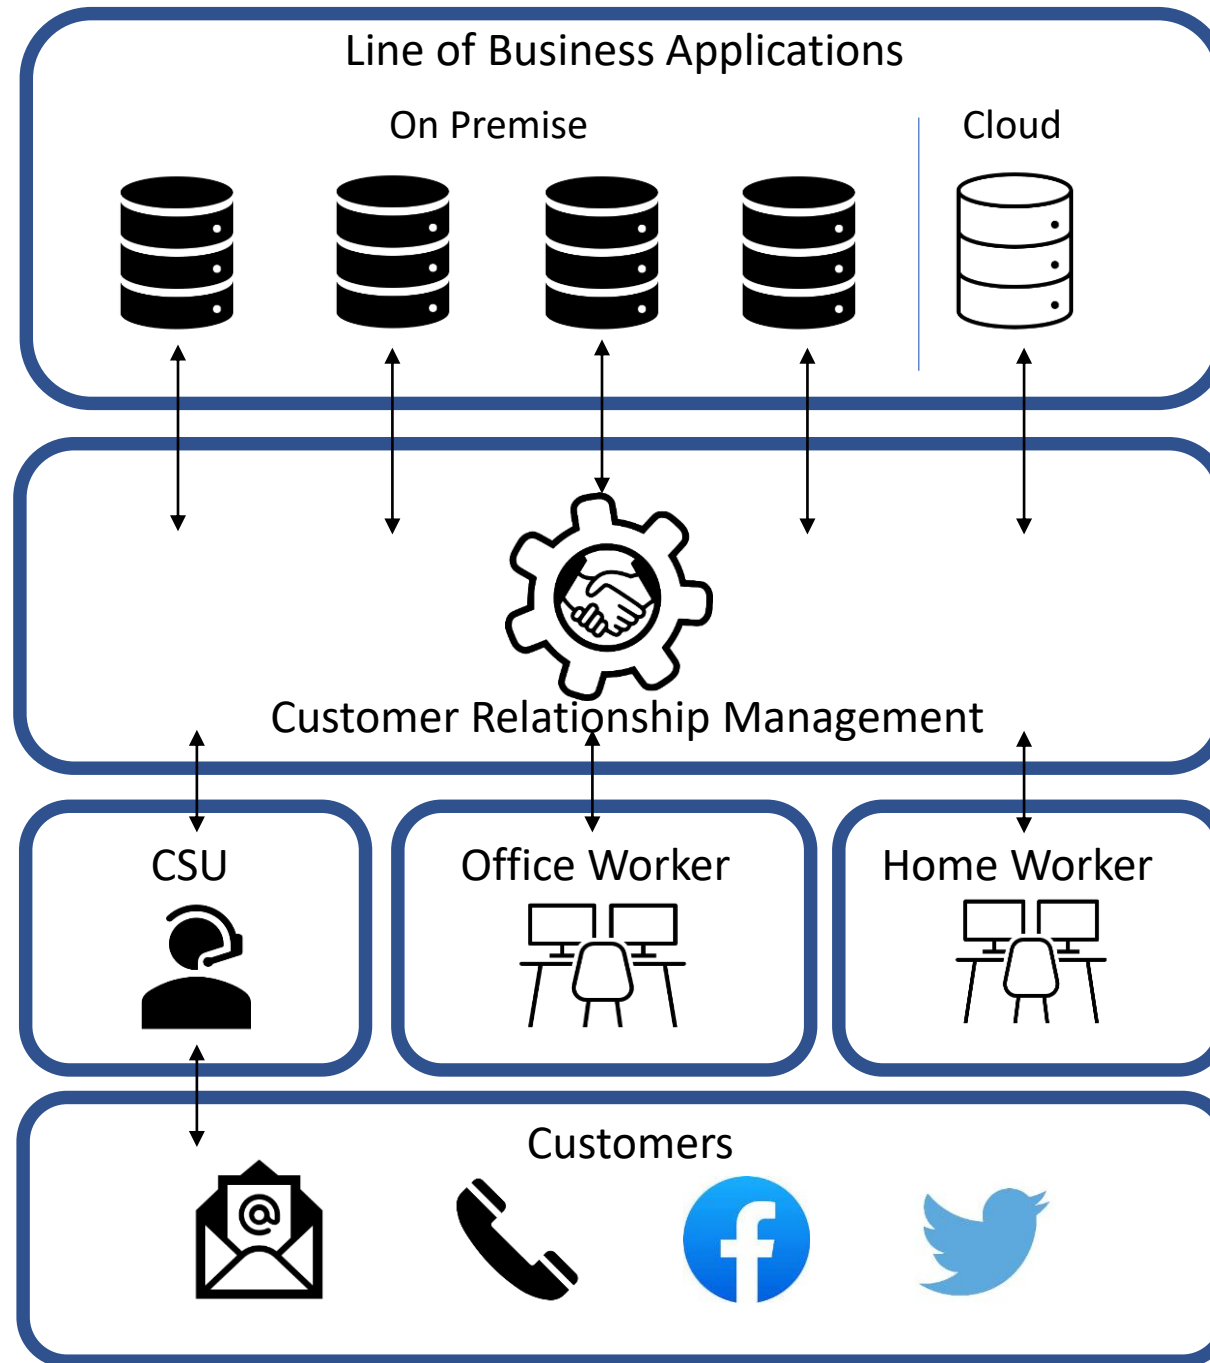 Line of Business Applications
On Premise
Cloud
Customer Relationship Management
CSU
Office Worker
Home Worker
Customers
@
f